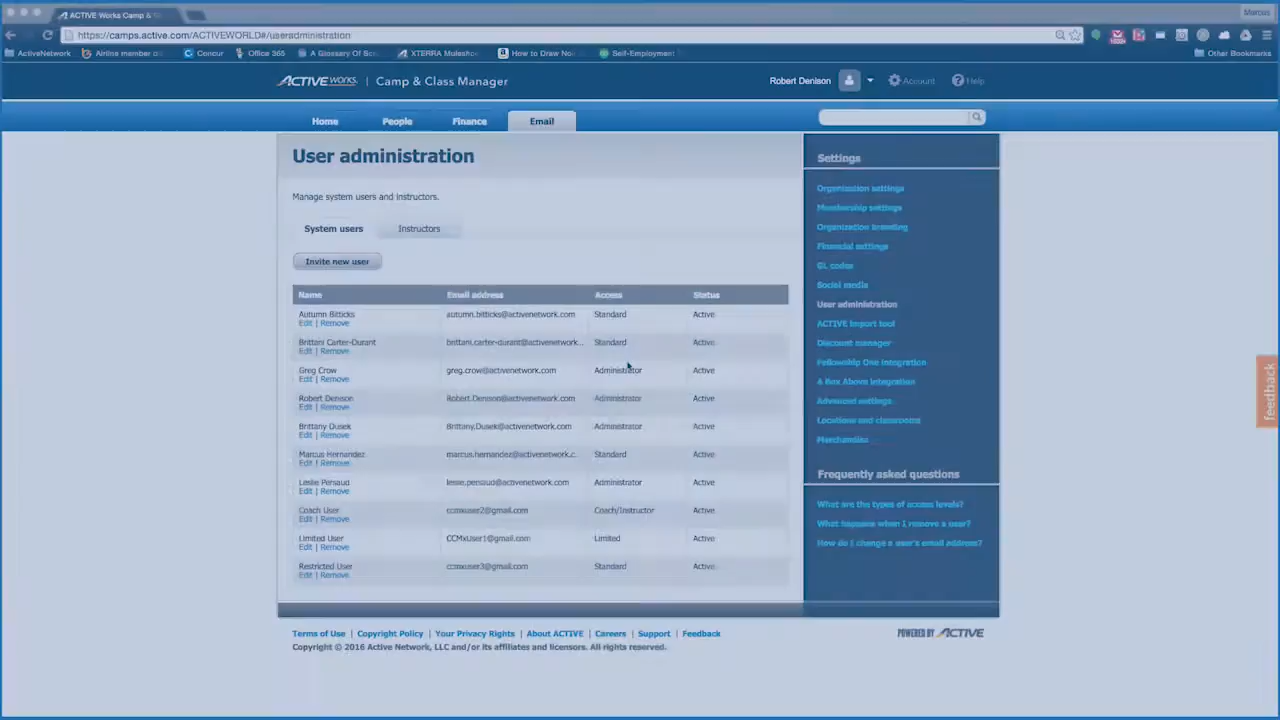 ACTIVE Works Camp & 
Marcus
https://camps.active.com/ACTIVEWORLD#/useradministration
ActiveNetwork Airline member Concur Office 365 A Glossary Of Scr XTERRA Muleshoe How to Draw No Self-Employment Other Bookmarks
ACTIVE WORKS | Camp & Class Manager
Robert Denison Account Help
Home People Finance Email
User administration
Manage system users and instructors.
System users Instructors
Invite new user
Name Email address Access Status
Autumn Bitticks autumn.bitticks@activenetwork.com Standard Active
Edit | Remove
Brittani Carter-Durant brittani.carter-durant@activenetwork... Standard Active
Edit | Remove
Greg Crow greg.crow@activenetwork.com Administrator Active
Edit | Remove
Robert Denison Robert.Denison@activenetwork.com Administrator Active
Edit | Remove
Brittany Dusek Brittany.Dusek@activenetwork.com Administrator Active
Edit | Remove
Marcus Hernandez marcus.hernandez@activenetwork.c... Standard Active
Edit | Remove
Leslie Persaud leslie.persaud@activenetwork.com Administrator Active
Edit | Remove
Coach User ccmxuser2@gmail.com Coach/Instructor Active
Edit | Remove
Limited User CCMxUser1@gmail.com Limited Active
Edit | Remove
Restricted User ccmxuser3@gmail.com Standard Active
Edit | Remove
Settings
Organization settings
Membership settings
Organization branding
Financial settings
GL codes
Social media
User administration
ACTIVE import tool
Discount manager
Fellowship One integration
A Box Above integration
Advanced settings
Locations and classrooms
Merchandise
Frequently asked questions
What are the types of access levels?
What happens when I remove a user?
How do I change a user's email address?
feedback
Terms of Use | Copyright Policy | Your Privacy Rights | About ACTIVE | Careers | Support | Feedback
Copyright © 2016 Active Network, LLC and/or its affiliates and licensors. All rights reserved.
POWERED BY ACTIVE